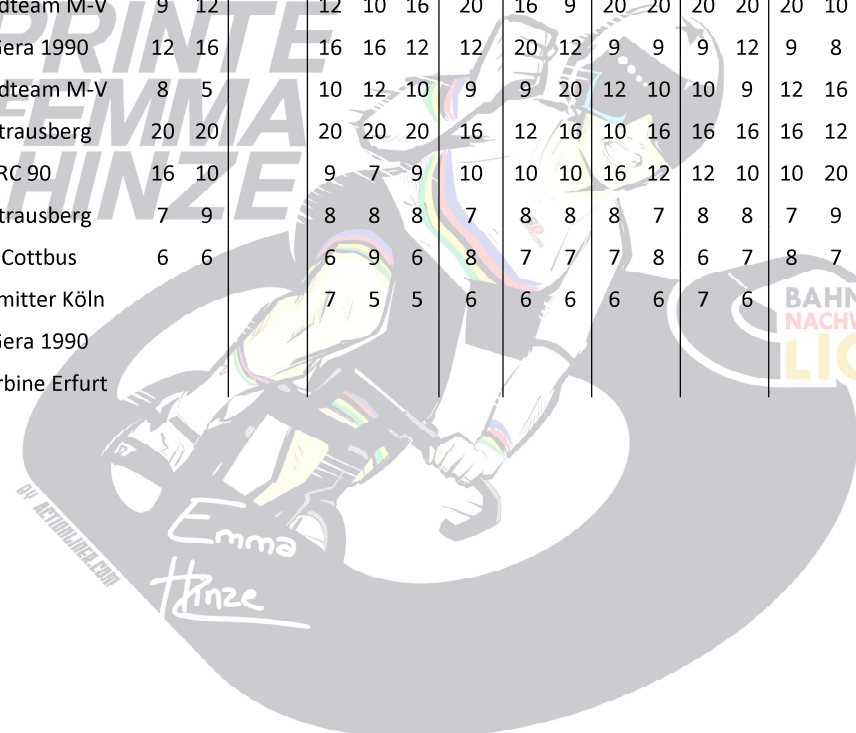 dteam M-V 9 12 12 10 16 20 16 9 20 20 20 20 20 10
Gera 1990 12 16 16 16 12 12 20 12 9 9 9 12 9 8
dteam M-V 8 5 10 12 10 9 9 20 12 10 10 9 12 16
trausberg 20 20 20 20 20 16 12 16 10 16 16 16 16 12
RC 90 16 10 9 7 9 10 10 10 16 12 12 10 10 20
trausberg 7 9 8 8 8 7 8 8 8 7 8 8 7 9
Cottbus 6 6 6 9 6 8 7 7 7 8 6 7 8 7
mitter Köln 7 5 5 6 6 6 6 6 7 6
Gera 1990
rbine Erfurt
PRINTE
EMMA
HINZE
BAHN
NACHW
LIG
BY ACTIONLINER.COM
Emma
Hinze